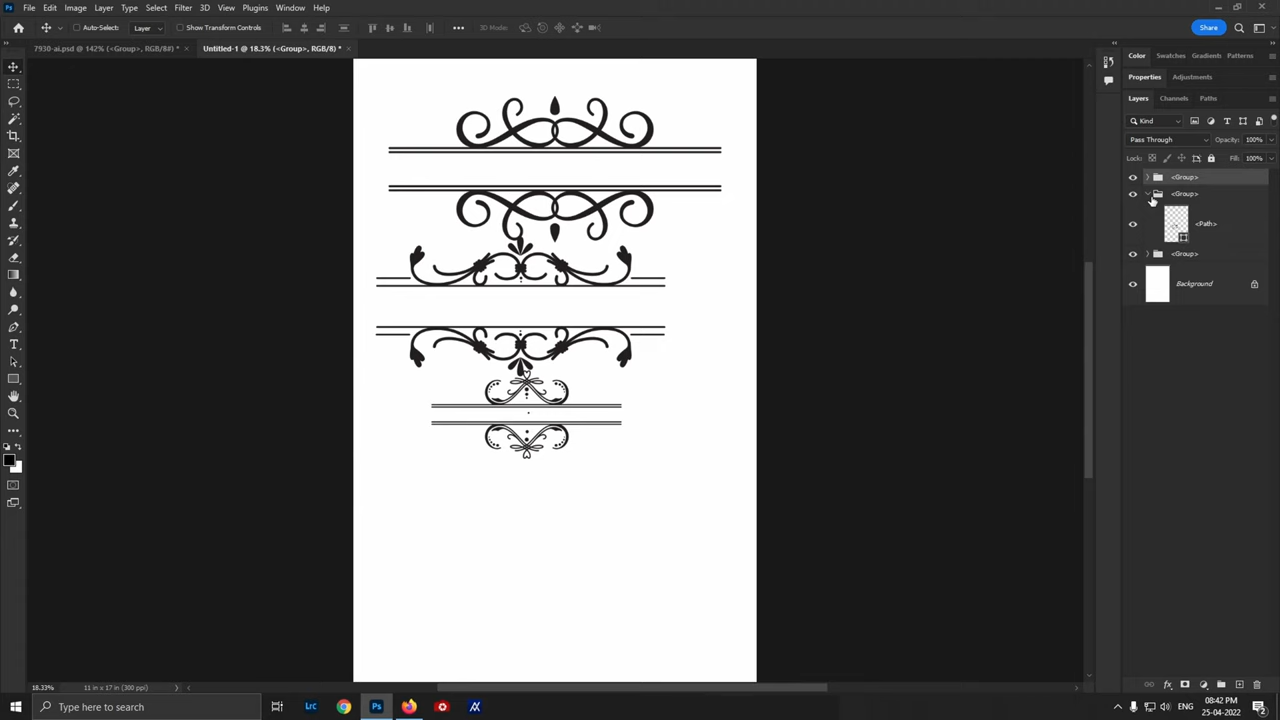 Ps File Edit Image Layer Type Select Filter 3D View Plugins Window Help
Auto-Select: Layer Show Transform Controls 3D Mode: Share
7930-ai.psd @ 142% (<Group>, RGB/8#) * × Untitled-1 @ 18.3% (<Group>, RGB/8) * ×
Color Swatches Gradients Patterns
Properties Adjustments
Layers Channels Paths
Kind
Pass Through Opacity: 100%
Lock: Fill: 100%
<Group>
<Group>
<Path>
<Group>
Background
18.33% 11 in x 17 in (300 ppi)
Type here to search Lrc Ps ENG 08:42 PM
25-04-2022 2